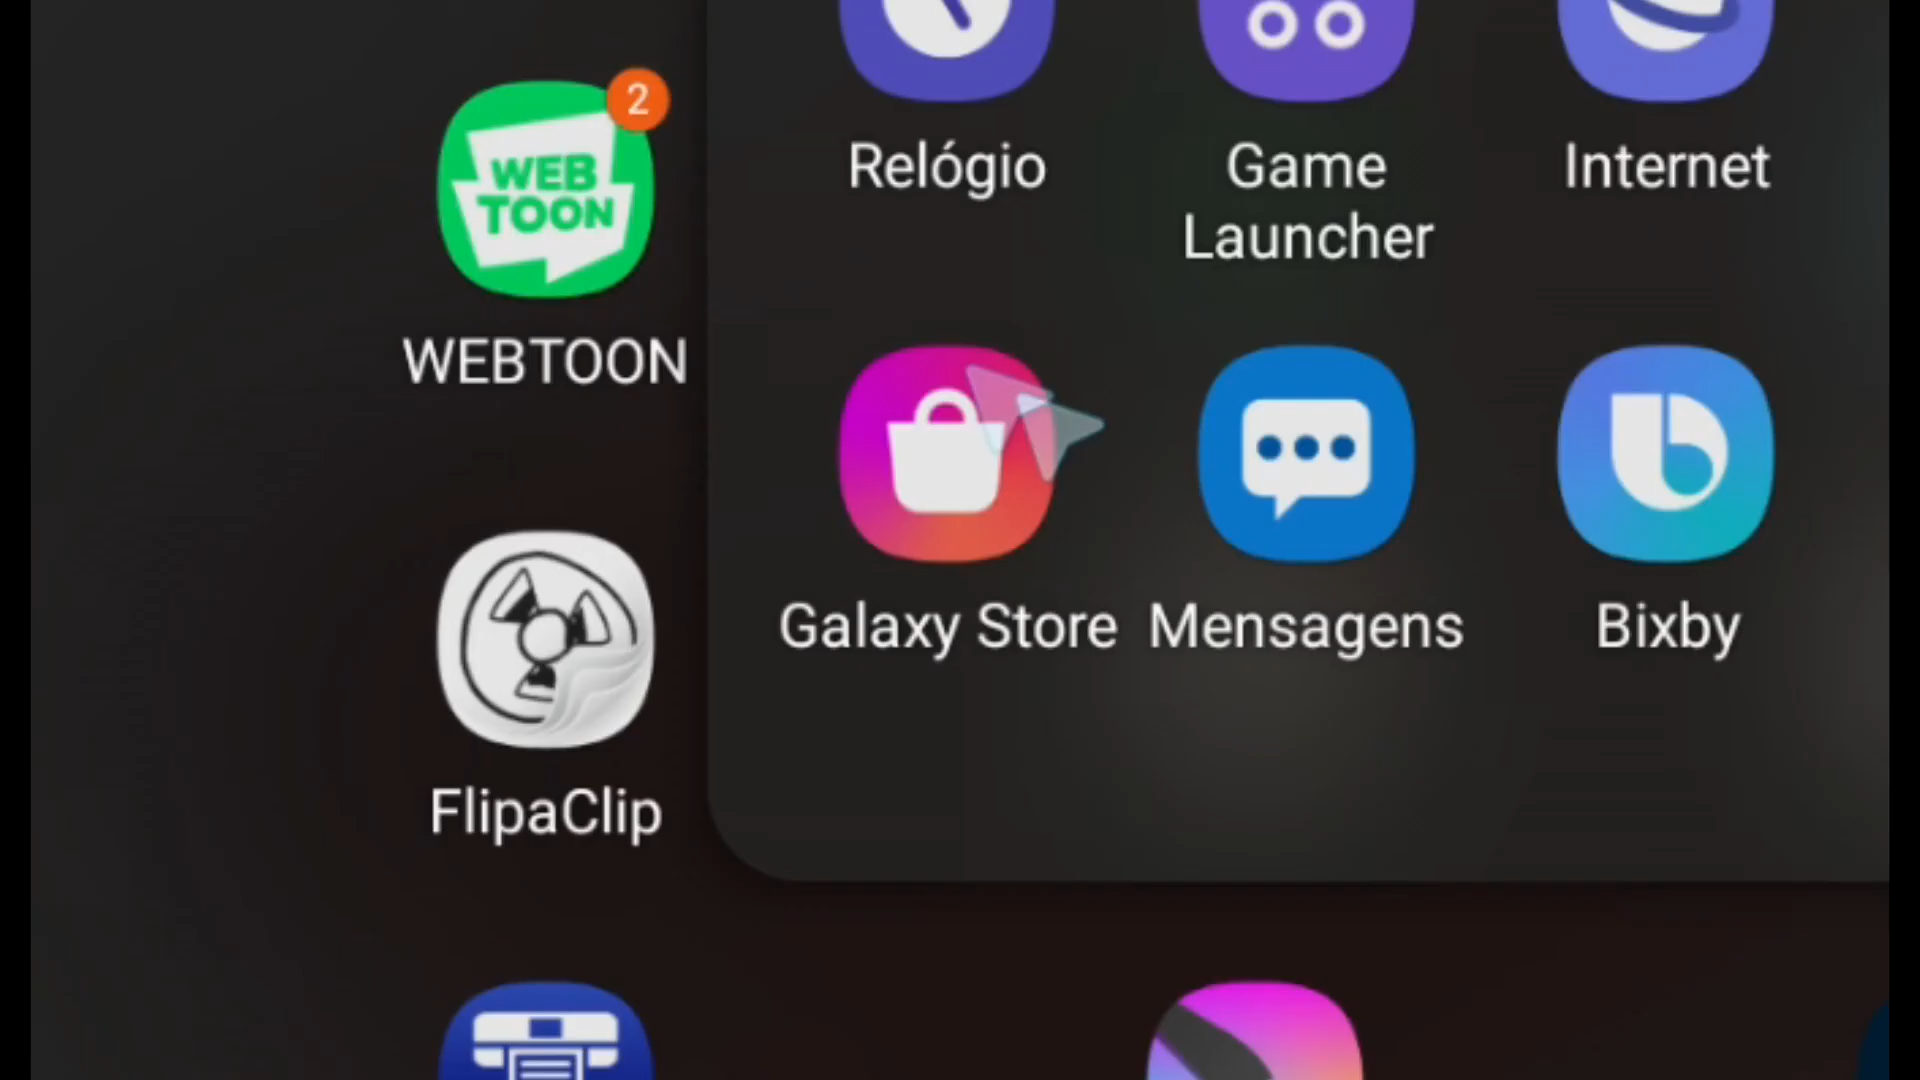 2
WEB
TOON
WEBTOON
FlipaClip
Relógio
Game
Launcher
Internet
Galaxy Store
Mensagens
Bixby